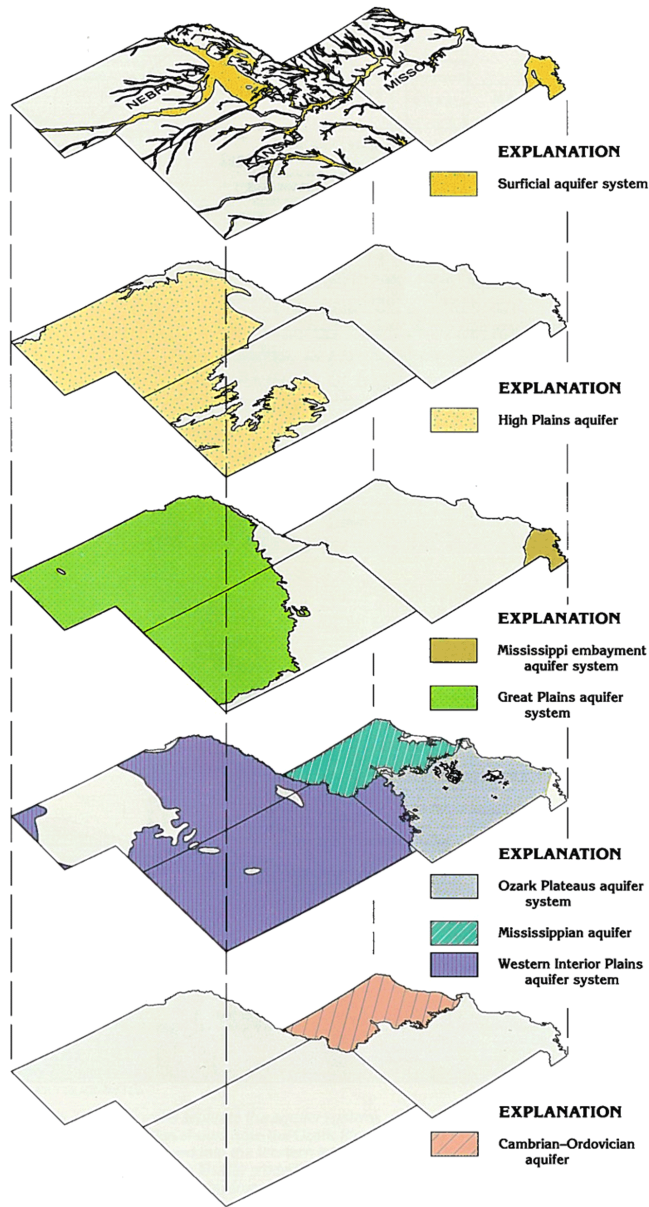 NEBRASKA
MISSOURI
KANSAS
EXPLANATION
Surficial aquifer system
EXPLANATION
High Plains aquifer
EXPLANATION
Mississippi embayment
aquifer system
Great Plains aquifer
system
EXPLANATION
Ozark Plateaus aquifer
system
Mississippian aquifer
Western Interior Plains
aquifer system
EXPLANATION
Cambrian–Ordovician
aquifer